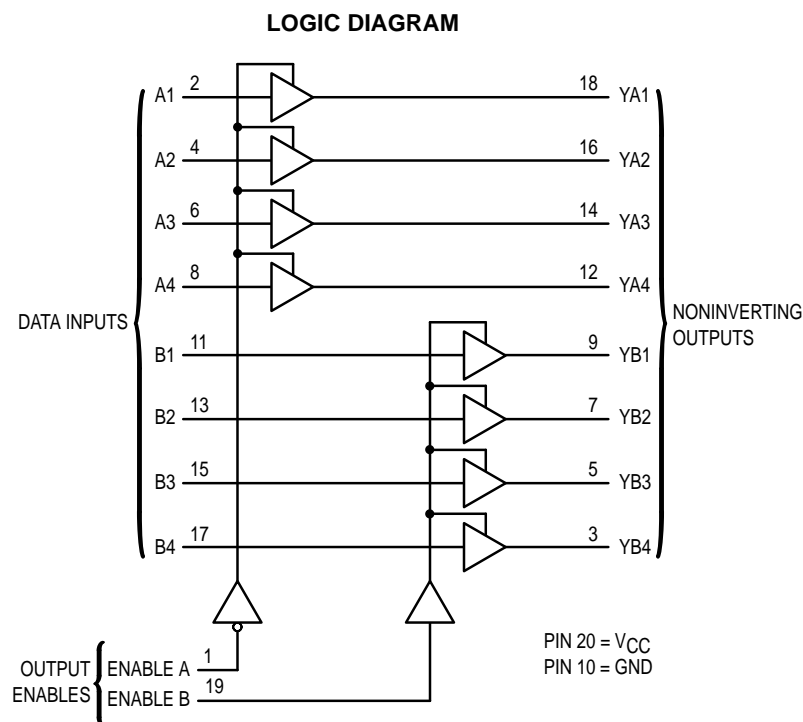 LOGIC DIAGRAM
A1 2 18 YA1
A2 4 16 YA2
A3 6 14 YA3
A4 8 12 YA4
DATA INPUTS
NONINVERTING
OUTPUTS
B1 11 9 YB1
B2 13 7 YB2
B3 15 5 YB3
B4 17 3 YB4
OUTPUT
ENABLES
ENABLE A 1
ENABLE B 19
PIN 20 = VCC
PIN 10 = GND